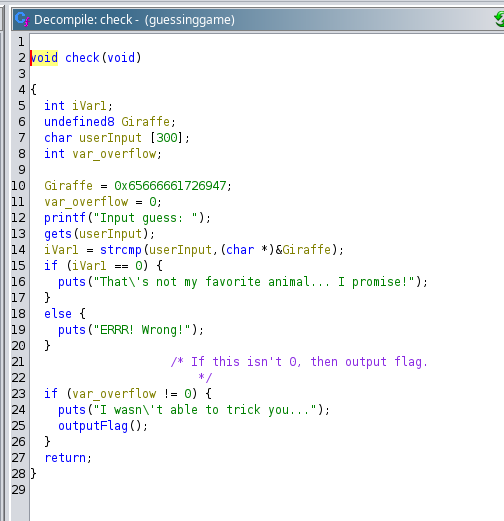 Decompile: check - (guessinggame)
1
2 void check(void)
3
4 {
5 int iVar1;
6 undefined8 Giraffe;
7 char userInput [300];
8 int var_overflow;
9
10 Giraffe = 0x65666661726947;
11 var_overflow = 0;
12 printf("Input guess: ");
13 gets(userInput);
14 iVar1 = strcmp(userInput,(char *)&Giraffe);
15 if (iVar1 == 0) {
16 puts("That\'s not my favorite animal... I promise!");
17 }
18 else {
19 puts("ERRR! Wrong!");
20 }
21 /* If this isn't 0, then output flag.
22 */
23 if (var_overflow != 0) {
24 puts("I wasn\'t able to trick you...");
25 outputFlag();
26 }
27 return;
28 }
29